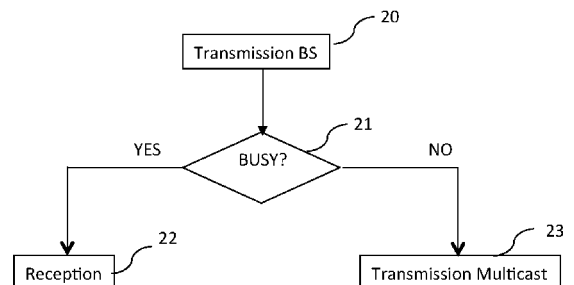 20
Transmission BS
21
YES
BUSY?
NO
22
23
Reception
Transmission Multicast